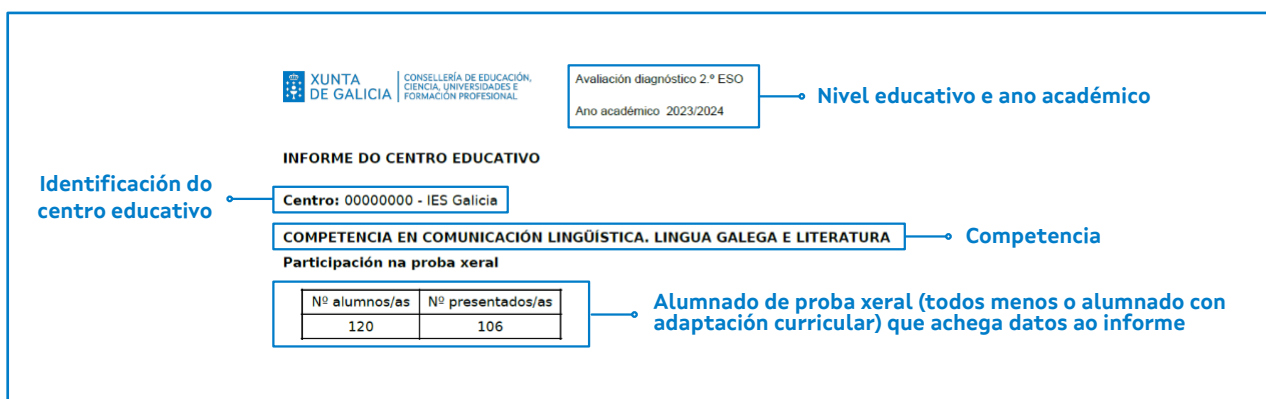 XUNTA
DE GALICIA
CONSELLERÍA DE EDUCACIÓN,
CIENCIA, UNIVERSIDADES E
FORMACIÓN PROFESIONAL
Avaliación diagnóstico 2.º ESO
Ano académico 2023/2024
Nivel educativo e ano académico
INFORME DO CENTRO EDUCATIVO
Identificación do
centro educativo
Centro: 00000000 - IES Galicia
COMPETENCIA EN COMUNICACIÓN LINGÜÍSTICA. LINGUA GALEGA E LITERATURA
Competencia
Participación na proba xeral
Nº alumnos/as Nº presentados/as
120 106
Alumnado de proba xeral (todos menos o alumnado con
adaptación curricular) que achega datos ao informe